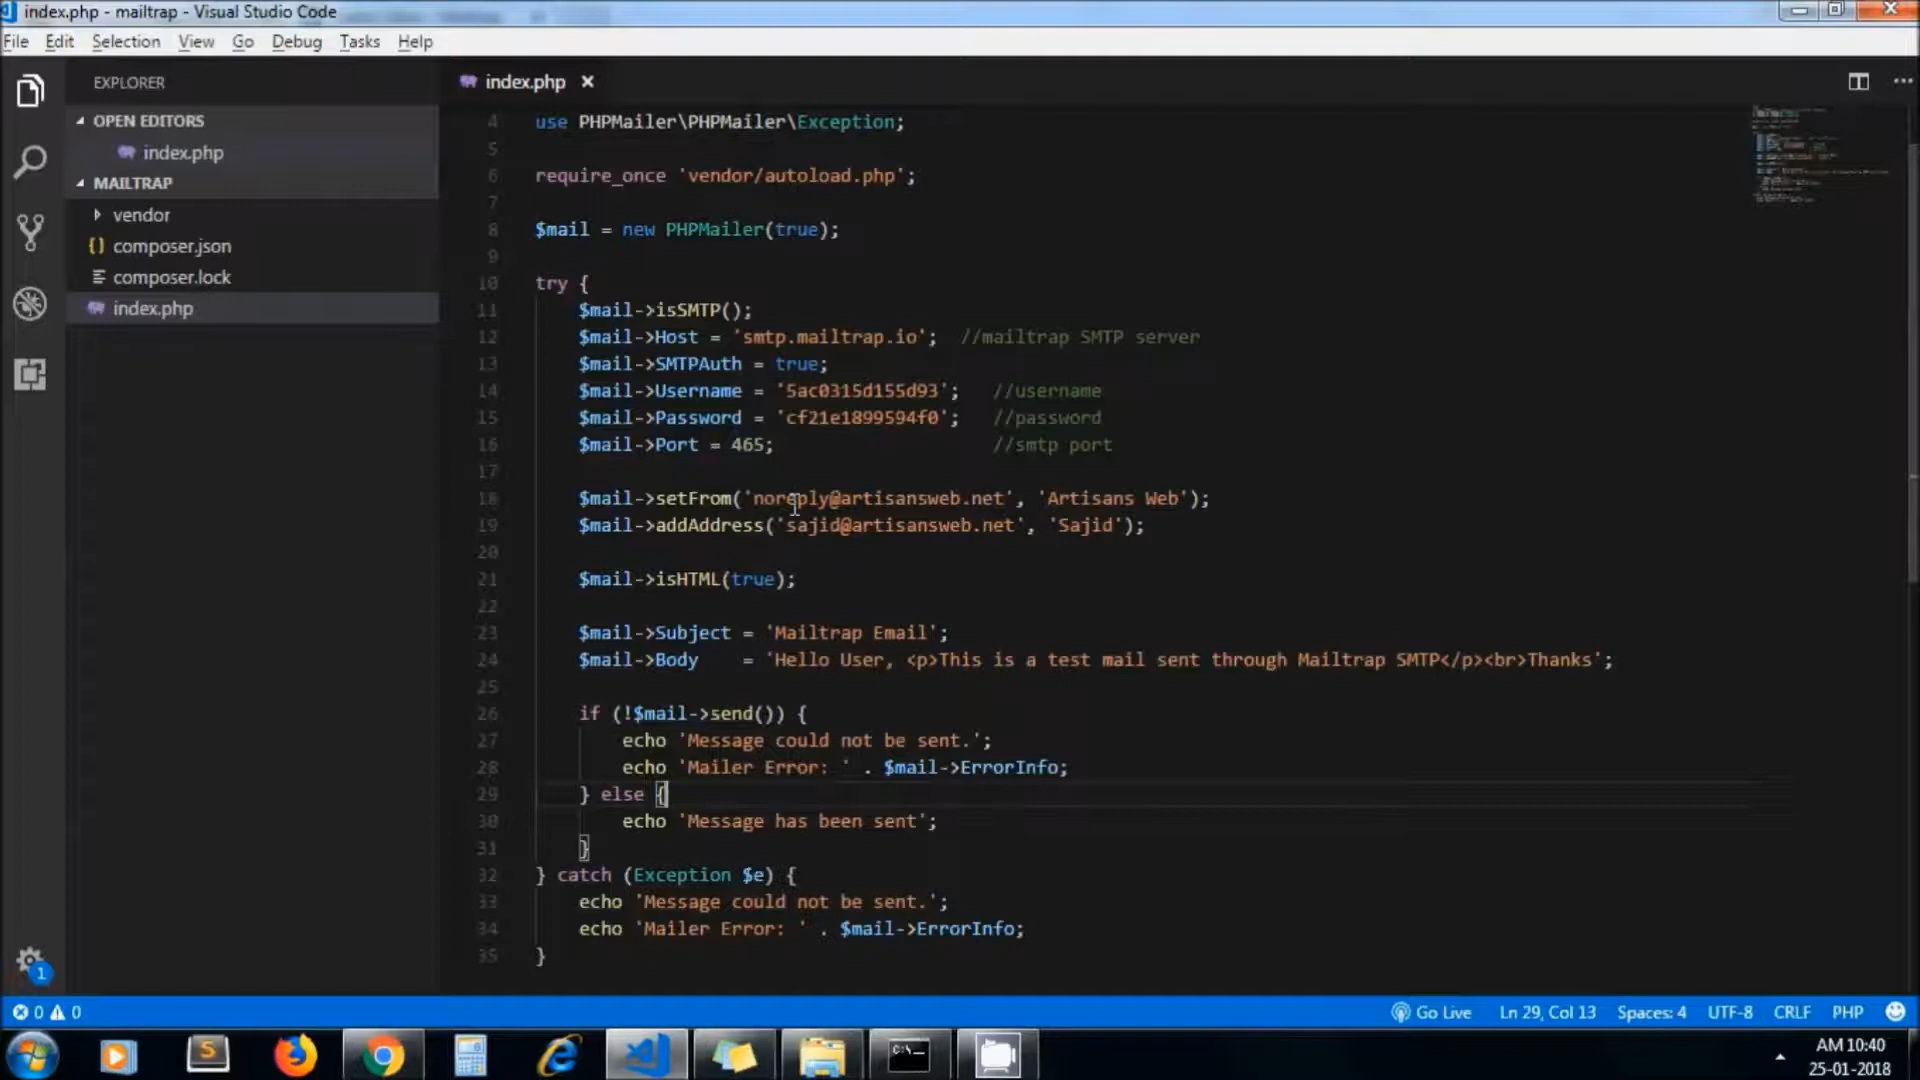 index.php - mailtrap - Visual Studio Code
File Edit Selection View Go Debug Tasks Help
EXPLORER
OPEN EDITORS
index.php
MAILTRAP
vendor
{} composer.json
composer.lock
index.php
index.php ×
4 use PHPMailer\PHPMailer\Exception;
5
6 require_once 'vendor/autoload.php';
7
8 $mail = new PHPMailer(true);
9
10 try {
11 $mail->isSMTP();
12 $mail->Host = 'smtp.mailtrap.io'; //mailtrap SMTP server
13 $mail->SMTPAuth = true;
14 $mail->Username = '5ac0315d155d93'; //username
15 $mail->Password = 'cf21e1899594f0'; //password
16 $mail->Port = 465; //smtp port
17
18 $mail->setFrom('noreply@artisansweb.net', 'Artisans Web');
19 $mail->addAddress('sajid@artisansweb.net', 'Sajid');
20
21 $mail->isHTML(true);
22
23 $mail->Subject = 'Mailtrap Email';
24 $mail->Body = 'Hello User, <p>This is a test mail sent through Mailtrap SMTP</p><br>Thanks';
25
26 if (!$mail->send()) {
27 echo 'Message could not be sent.';
28 echo 'Mailer Error: ' . $mail->ErrorInfo;
29 } else {
30 echo 'Message has been sent';
31 }
32 } catch (Exception $e) {
33 echo 'Message could not be sent.';
34 echo 'Mailer Error: ' . $mail->ErrorInfo;
35 }
1
0 0
Go Live Ln 29, Col 13 Spaces: 4 UTF-8 CRLF PHP
S
C:\
AM 10:40
25-01-2018